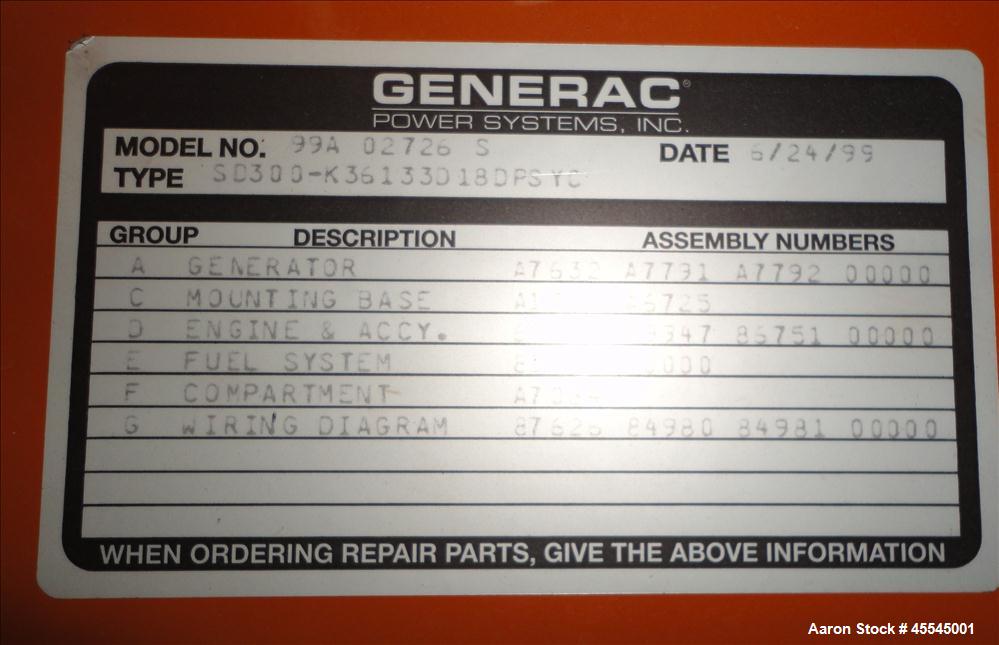 GENERAC®
POWER SYSTEMS, INC.
MODEL NO: 99A 02726 S DATE 6/24/99
TYPE SD300-K36133D18DPSYC
GROUP DESCRIPTION ASSEMBLY NUMBERS
A GENERATOR A7632 A7791 A7792 00000
C MOUNTING BASE
D ENGINE & ACCY. 86751 00000
E FUEL SYSTEM
F COMPARTMENT
G WIRING DIAGRAM 87626 84980 84981 00000
WHEN ORDERING REPAIR PARTS, GIVE THE ABOVE INFORMATION
Aaron Stock # 45545001